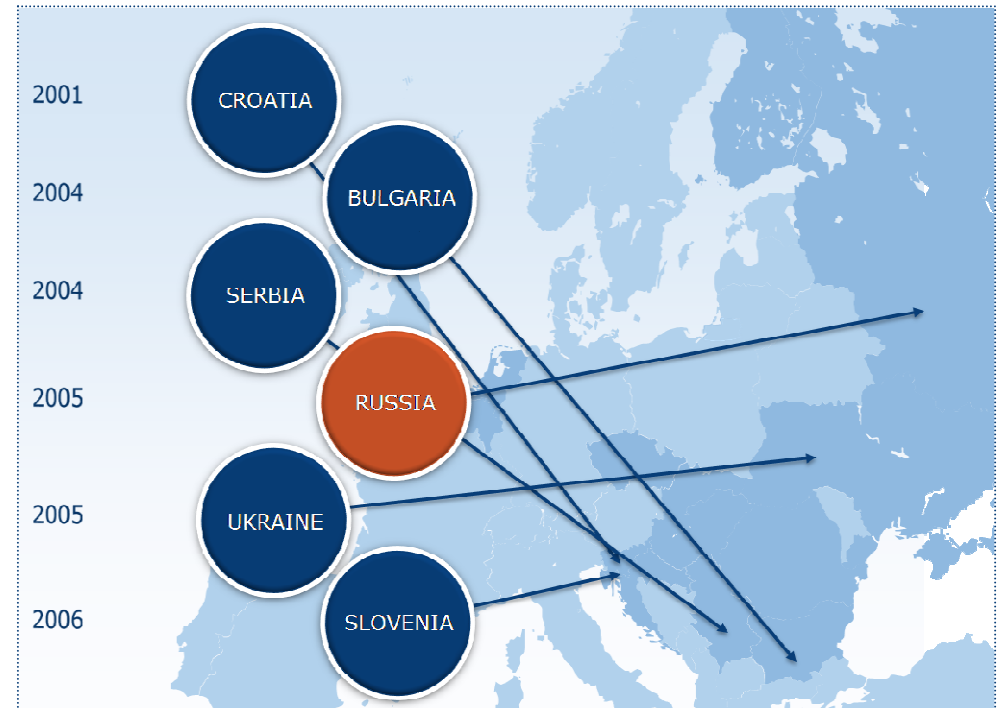 2001
CROATIA
2004
BULGARIA
2004
SERBIA
2005
RUSSIA
2005
UKRAINE
2006
SLOVENIA